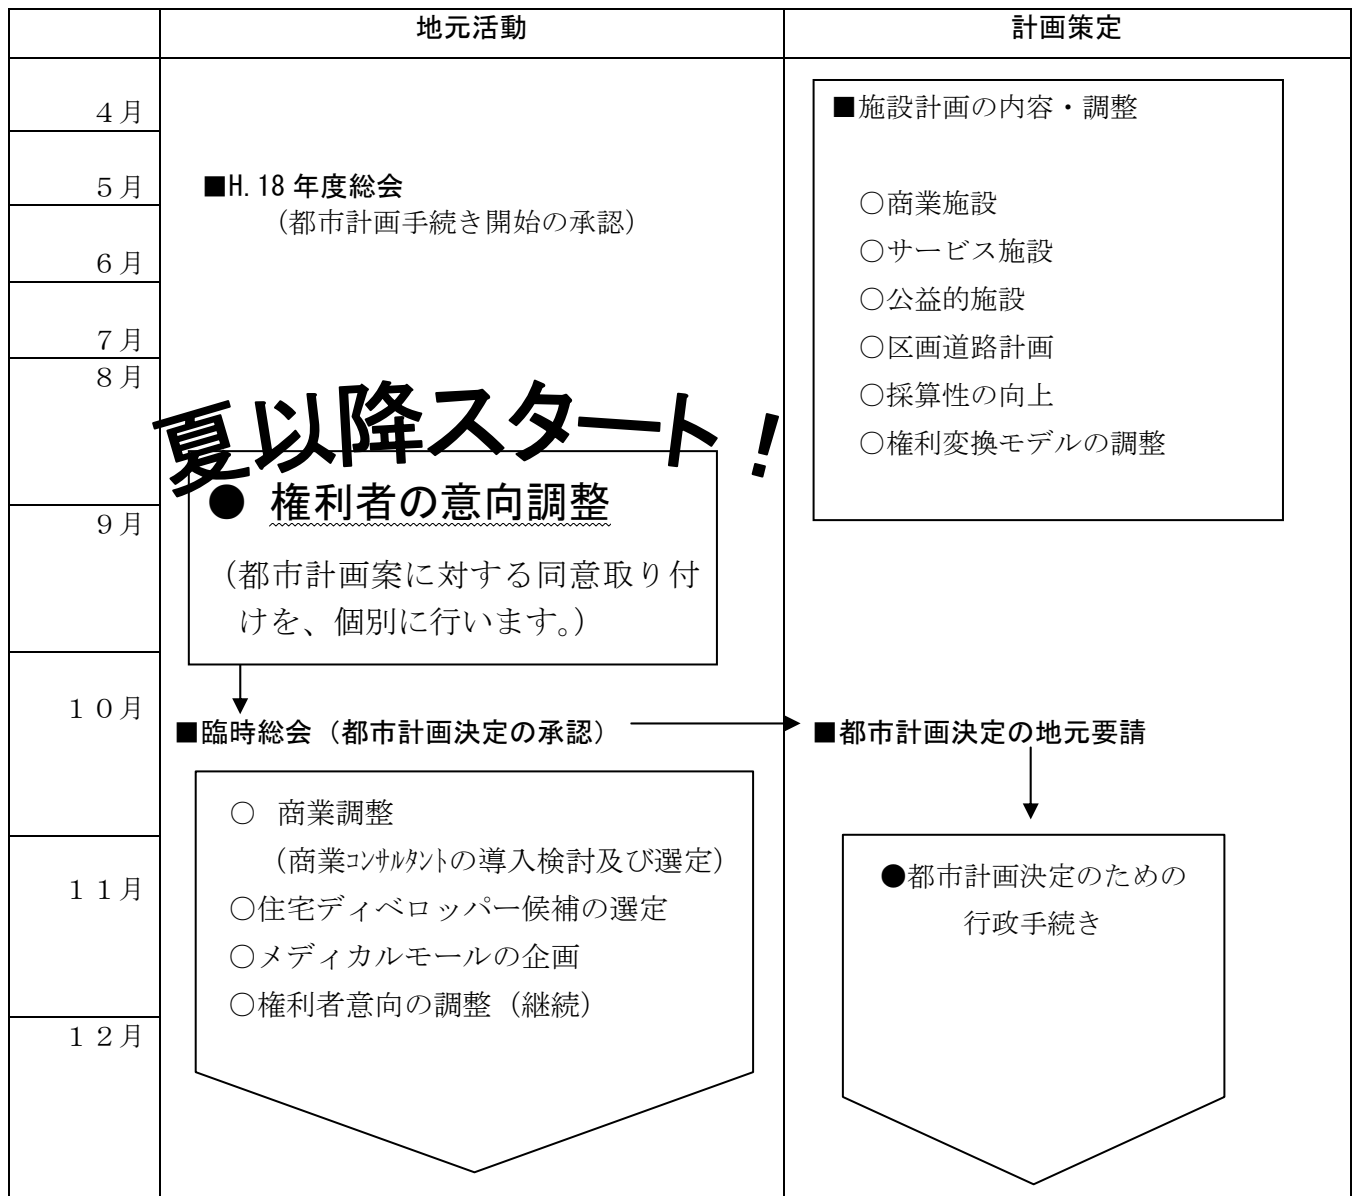 地元活動
計画策定
４月
５月
６月
７月
８月
９月
１０月
１１月
１２月
■H.18 年度総会
（都市計画手続き開始の承認）
夏以降スタート！
● 権利者の意向調整
（都市計画案に対する同意取り付
けを、個別に行います。）
■臨時総会（都市計画決定の承認）
○ 商業調整
（商業ｺﾝｻﾙﾀﾝﾄの導入検討及び選定）
○住宅ディベロッパー候補の選定
○メディカルモールの企画
○権利者意向の調整（継続）
■施設計画の内容・調整
○商業施設
○サービス施設
○公益的施設
○区画道路計画
○採算性の向上
○権利変換モデルの調整
■都市計画決定の地元要請
●都市計画決定のための
行政手続き